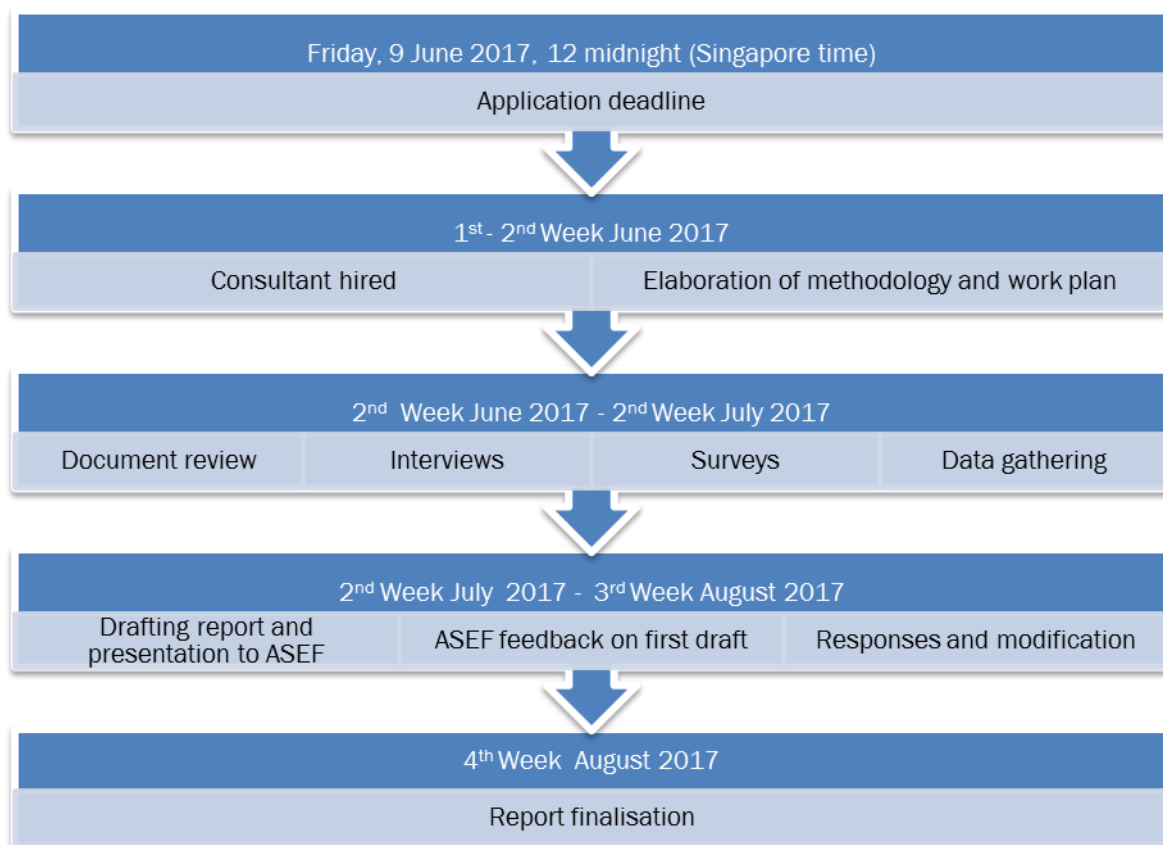 Friday, 9 June 2017, 12 midnight (Singapore time)
Application deadline
1st - 2nd Week June 2017
Consultant hired
Elaboration of methodology and work plan
2nd Week June 2017 - 2nd Week July 2017
Document review
Interviews
Surveys
Data gathering
2nd Week July 2017 - 3rd Week August 2017
Drafting report and
presentation to ASEF
ASEF feedback on first draft
Responses and modification
4th Week August 2017
Report finalisation